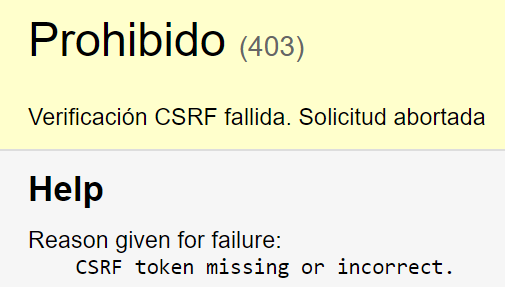 Prohibido (403)
Verificación CSRF fallida. Solicitud abortada
Help
Reason given for failure:
CSRF token missing or incorrect.